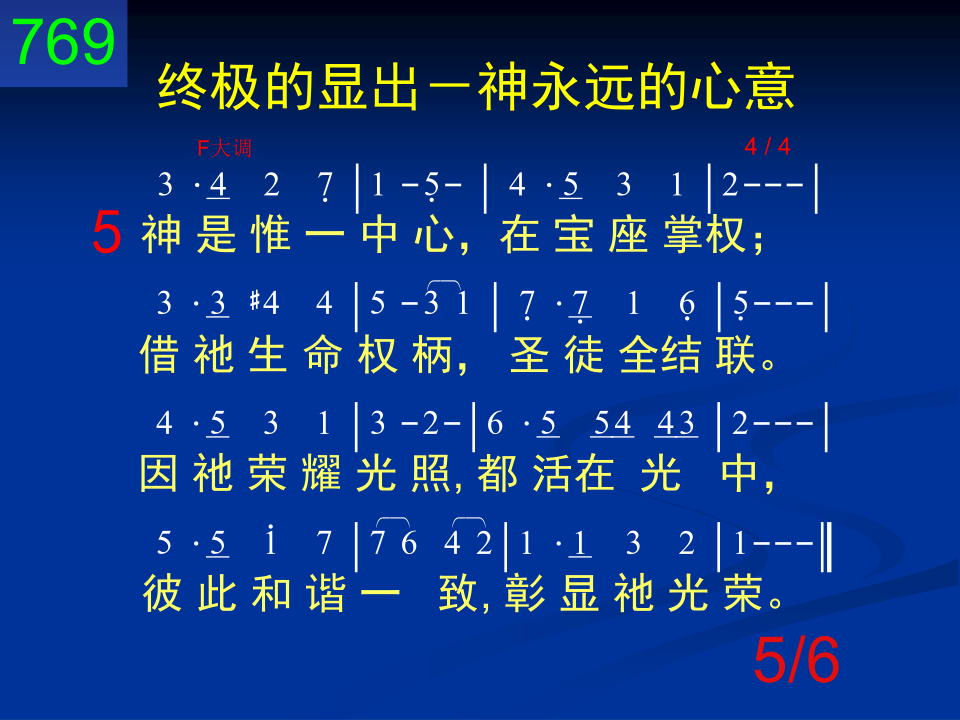 769
终极的显出－神永远的心意
F大调 4 / 4
3 · 4 2 7̣ | 1 - 5̣ - | 4 · 5 3 1 | 2 - - - |
5 神是惟一中心，在宝座掌权；
3 · 3 #4 4 | 5 - 3 1 | 7̣ · 7̣ 1 6̣ | 5̣ - - - |
借祂生命权柄，圣徒全结联。
4 · 5 3 1 | 3 - 2 - | 6 · 5 5 4 4 3 | 2 - - - |
因祂荣耀光照,都活在光中，
5 · 5 1̇ 7 | 7 6 4 2 | 1 · 1 3 2 | 1 - - - ‖
彼此和谐一致,彰显祂光荣。
5/6